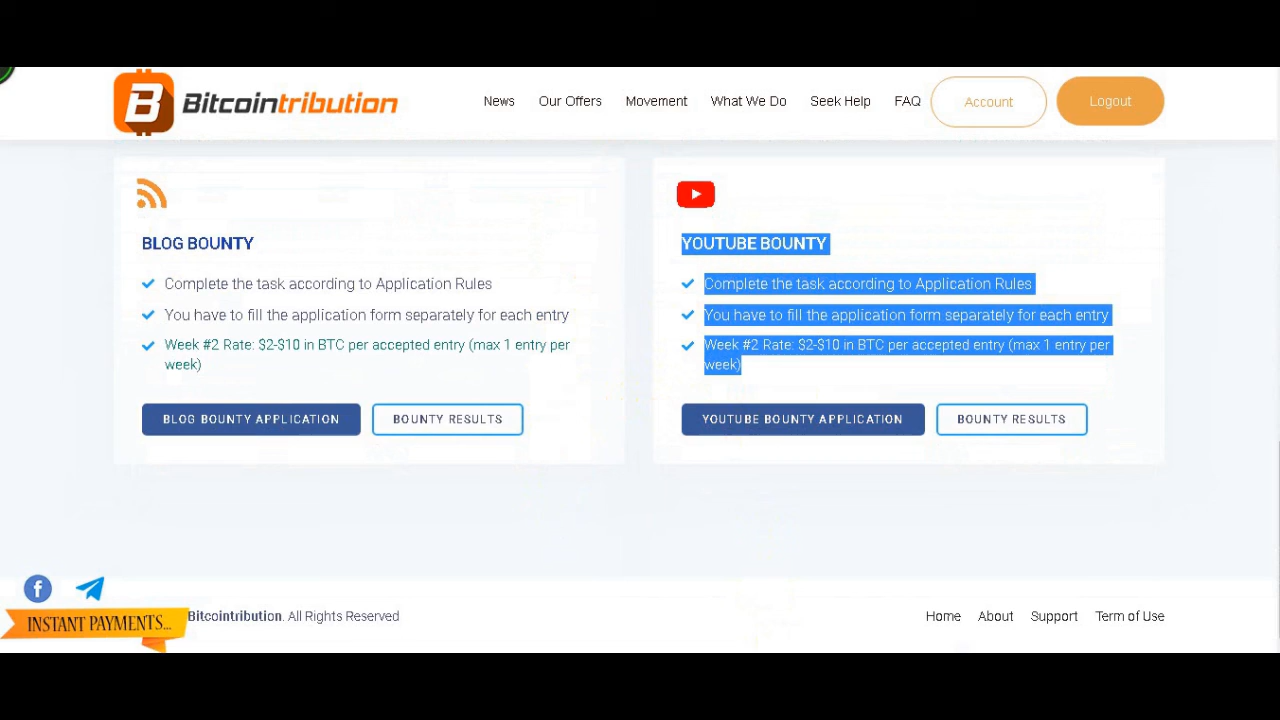 Bitcointribution
News Our Offers Movement What We Do Seek Help FAQ Account Logout
BLOG BOUNTY
Complete the task according to Application Rules
You have to fill the application form separately for each entry
Week #2 Rate: $2-$10 in BTC per accepted entry (max 1 entry per
week)
BLOG BOUNTY APPLICATION BOUNTY RESULTS
YOUTUBE BOUNTY
Complete the task according to Application Rules
You have to fill the application form separately for each entry
Week #2 Rate: $2-$10 in BTC per accepted entry (max 1 entry per
week)
YOUTUBE BOUNTY APPLICATION BOUNTY RESULTS
INSTANT PAYMENTS...
Bitcointribution. All Rights Reserved
Home About Support Term of Use